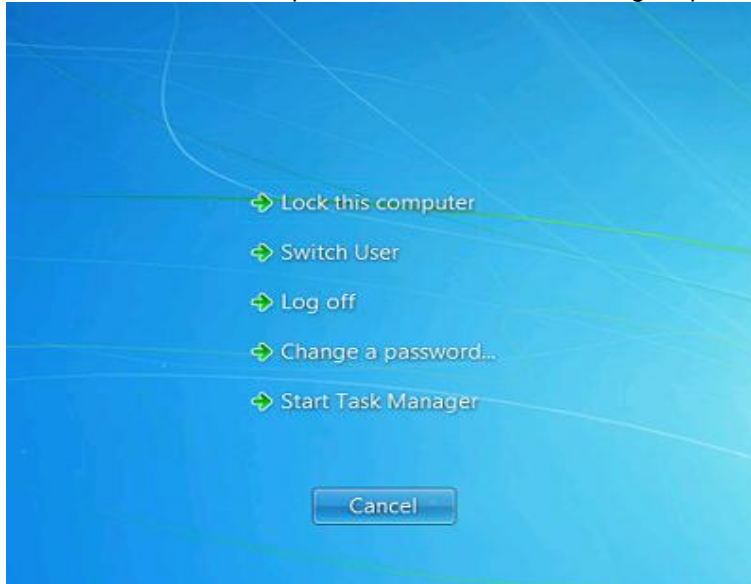 Lock this computer
Switch User
Log off
Change a password...
Start Task Manager
Cancel